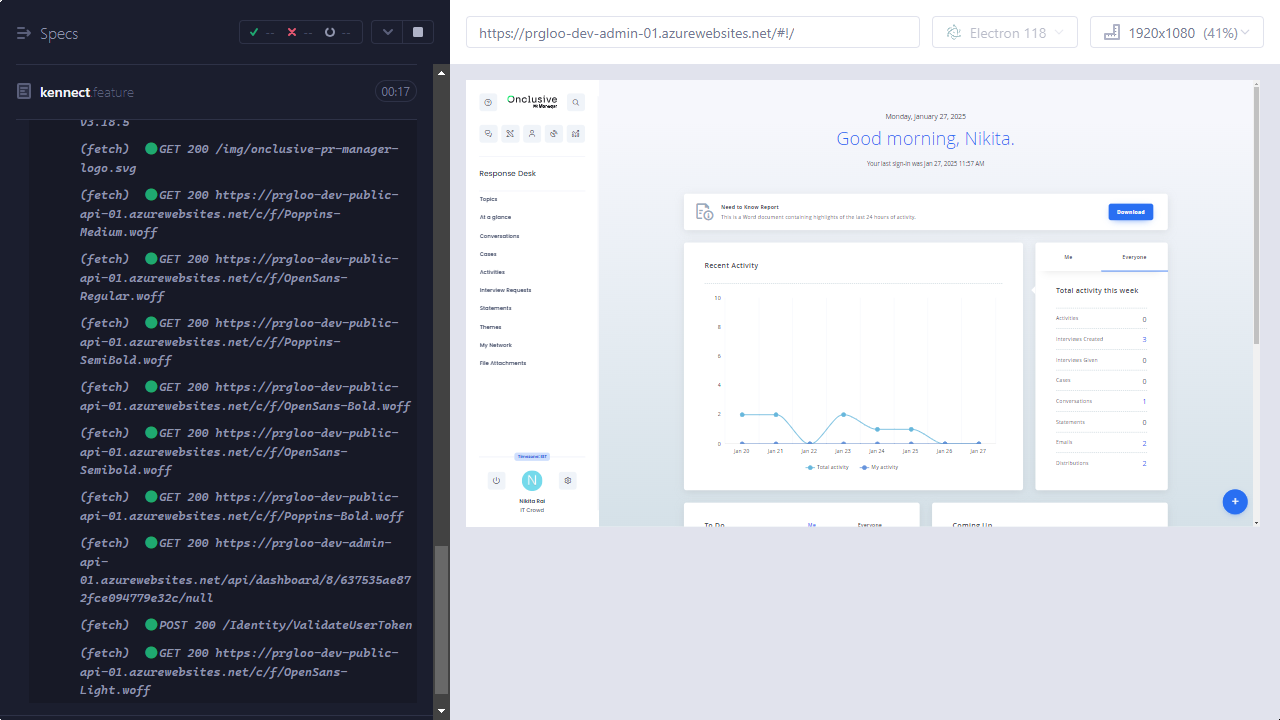 Specs
--
--
--
kennect.feature
00:17
v3.18.5
(fetch) GET 200 /img/onclusive-pr-manager-
logo.svg
(fetch) GET 200 https://prgloo-dev-public-
api-01.azurewebsites.net/c/f/Poppins-
Medium.woff
(fetch) GET 200 https://prgloo-dev-public-
api-01.azurewebsites.net/c/f/OpenSans-
Regular.woff
(fetch) GET 200 https://prgloo-dev-public-
api-01.azurewebsites.net/c/f/Poppins-
SemiBold.woff
(fetch) GET 200 https://prgloo-dev-public-
api-01.azurewebsites.net/c/f/OpenSans-Bold.woff
(fetch) GET 200 https://prgloo-dev-public-
api-01.azurewebsites.net/c/f/OpenSans-
Semibold.woff
(fetch) GET 200 https://prgloo-dev-public-
api-01.azurewebsites.net/c/f/Poppins-Bold.woff
(fetch) GET 200 https://prgloo-dev-admin-
api-
01.azurewebsites.net/api/dashboard/8/637535ae87
2fce094779e32c/null
(fetch) POST 200 /Identity/ValidateUserToken
(fetch) GET 200 https://prgloo-dev-public-
api-01.azurewebsites.net/c/f/OpenSans-
Light.woff
https://prgloo-dev-admin-01.azurewebsites.net/#!/
Electron 118
1920x1080 (41%)
Onclusive
PR Manager
Response Desk
Topics
At a glance
Conversations
Cases
Activities
Interview Requests
Statements
Themes
My Network
File Attachments
Timezone: IST
N
Nikita Rai
IT Crowd
Monday, January 27, 2025
Good morning, Nikita.
Your last sign-in was Jan 27, 2025 11:57 AM
Need to Know Report
This is a Word document containing highlights of the last 24 hours of activity.
Download
Recent Activity
10
8
6
4
2
0
Jan 20 Jan 21 Jan 22 Jan 23 Jan 24 Jan 25 Jan 26 Jan 27
Total activity My activity
Me Everyone
Total activity this week
Activities 0
Interviews Created 3
Interviews Given 0
Cases 0
Conversations 1
Statements 0
Emails 2
Distributions 2
To Do Me Everyone
Coming Up
+